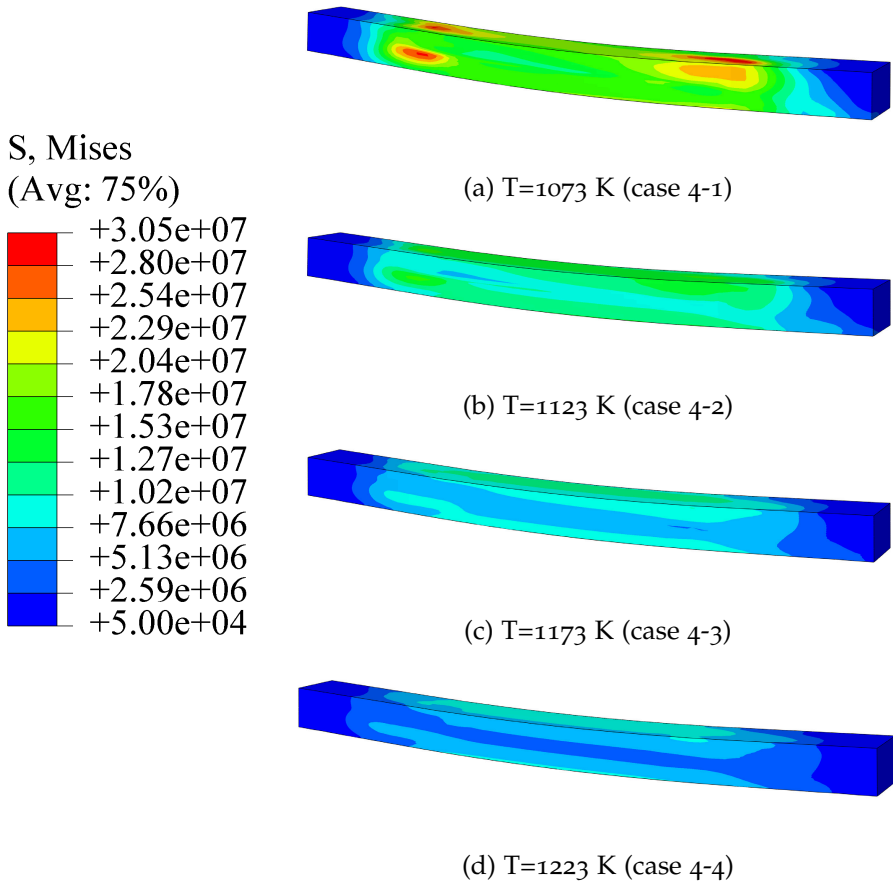 S, Mises
(Avg: 75%)
+3.05e+07
+2.80e+07
+2.54e+07
+2.29e+07
+2.04e+07
+1.78e+07
+1.53e+07
+1.27e+07
+1.02e+07
+7.66e+06
+5.13e+06
+2.59e+06
+5.00e+04
(a) T=1073 K (case 4-1)
(b) T=1123 K (case 4-2)
(c) T=1173 K (case 4-3)
(d) T=1223 K (case 4-4)